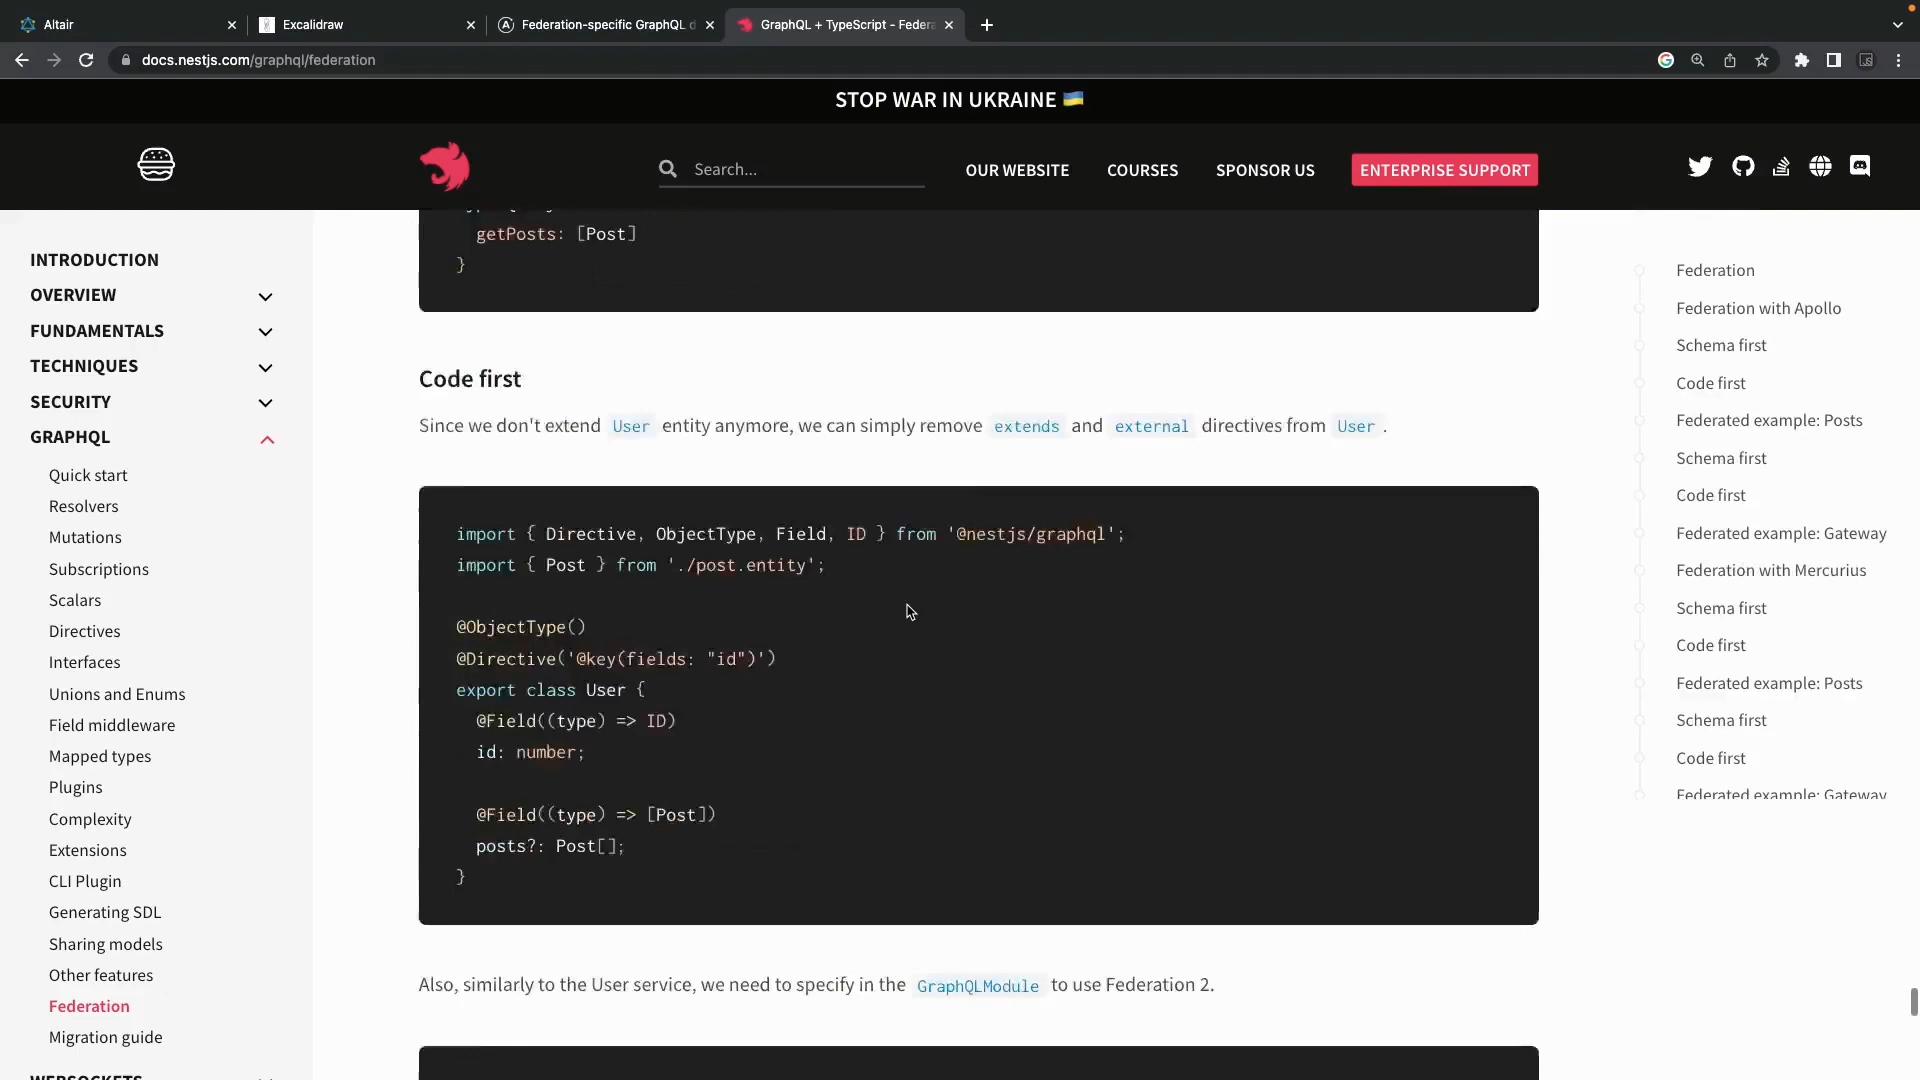 Altair
Excalidraw
Federation-specific GraphQL d
GraphQL + TypeScript - Federa
docs.nestjs.com/graphql/federation
STOP WAR IN UKRAINE
Search...
OUR WEBSITE
COURSES
SPONSOR US
ENTERPRISE SUPPORT
INTRODUCTION
OVERVIEW
FUNDAMENTALS
TECHNIQUES
SECURITY
GRAPHQL
Quick start
Resolvers
Mutations
Subscriptions
Scalars
Directives
Interfaces
Unions and Enums
Field middleware
Mapped types
Plugins
Complexity
Extensions
CLI Plugin
Generating SDL
Sharing models
Other features
Federation
Migration guide
WEBSOCKETS
getPosts: [Post]
}
Code first
Since we don't extend User entity anymore, we can simply remove extends and external directives from User .
import { Directive, ObjectType, Field, ID } from '@nestjs/graphql';
import { Post } from './post.entity';
@ObjectType()
@Directive('@key(fields: "id")')
export class User {
@Field((type) => ID)
id: number;
@Field((type) => [Post])
posts?: Post[];
}
Also, similarly to the User service, we need to specify in the GraphQLModule to use Federation 2.
Federation
Federation with Apollo
Schema first
Code first
Federated example: Posts
Schema first
Code first
Federated example: Gateway
Federation with Mercurius
Schema first
Code first
Federated example: Posts
Schema first
Code first
Federated example: Gateway